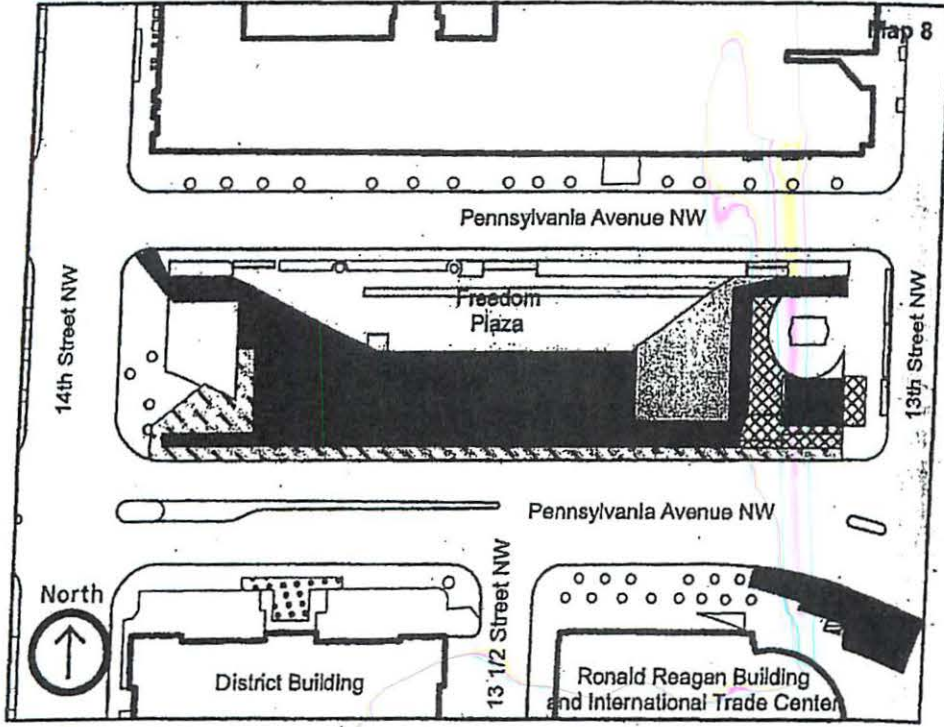 Map 8
Pennsylvania Avenue NW
14th Street NW
Freedom
Plaza
13th Street NW
Pennsylvania Avenue NW
13 1/2 Street NW
North
District Building
Ronald Reagan Building
and International Trade Center